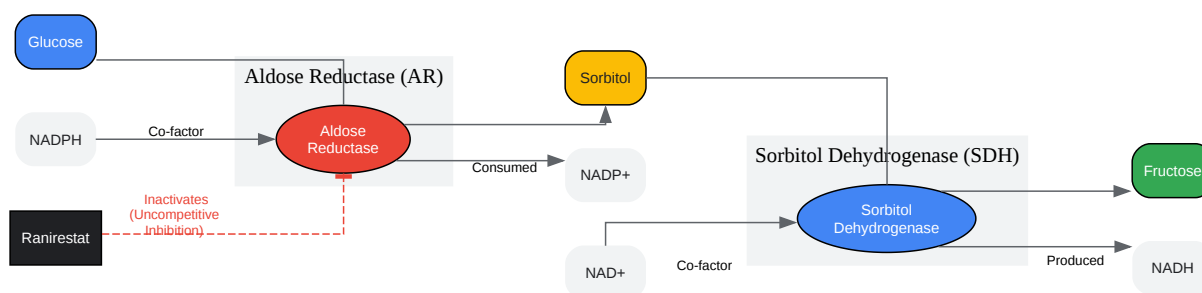 Glucose
Aldose Reductase (AR)
Sorbitol
NADPH
Co-factor
Aldose
Reductase
Consumed
NADP+
Sorbitol Dehydrogenase (SDH)
Fructose
Inactivates
(Uncompetitive
Inhibition)
Ranirestat
Sorbitol
Dehydrogenase
NAD+
Co-factor
Produced
NADH